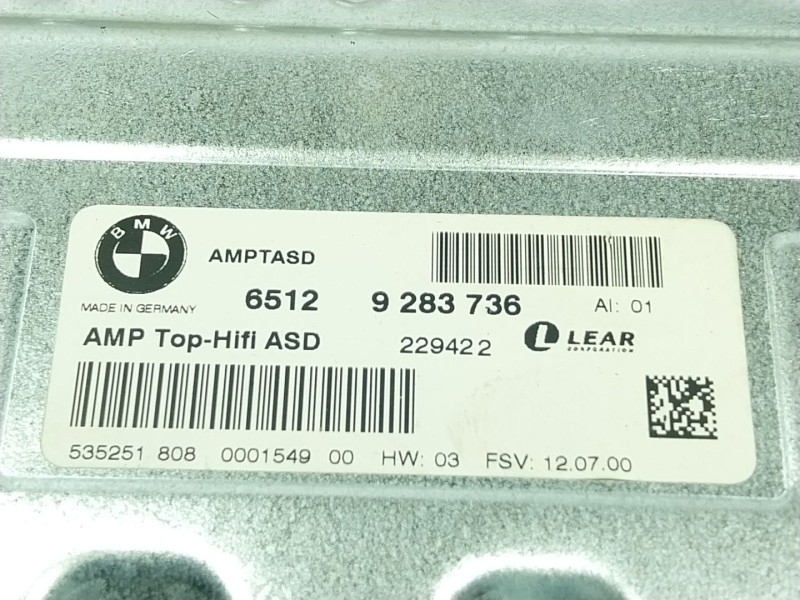 BMW
AMPTASD
MADE IN GERMANY 6512 9 283 736 AI: 01
AMP Top-Hifi ASD 229422 LEAR
CORPORATION
535251 808 0001549 00 HW: 03 FSV: 12.07.00